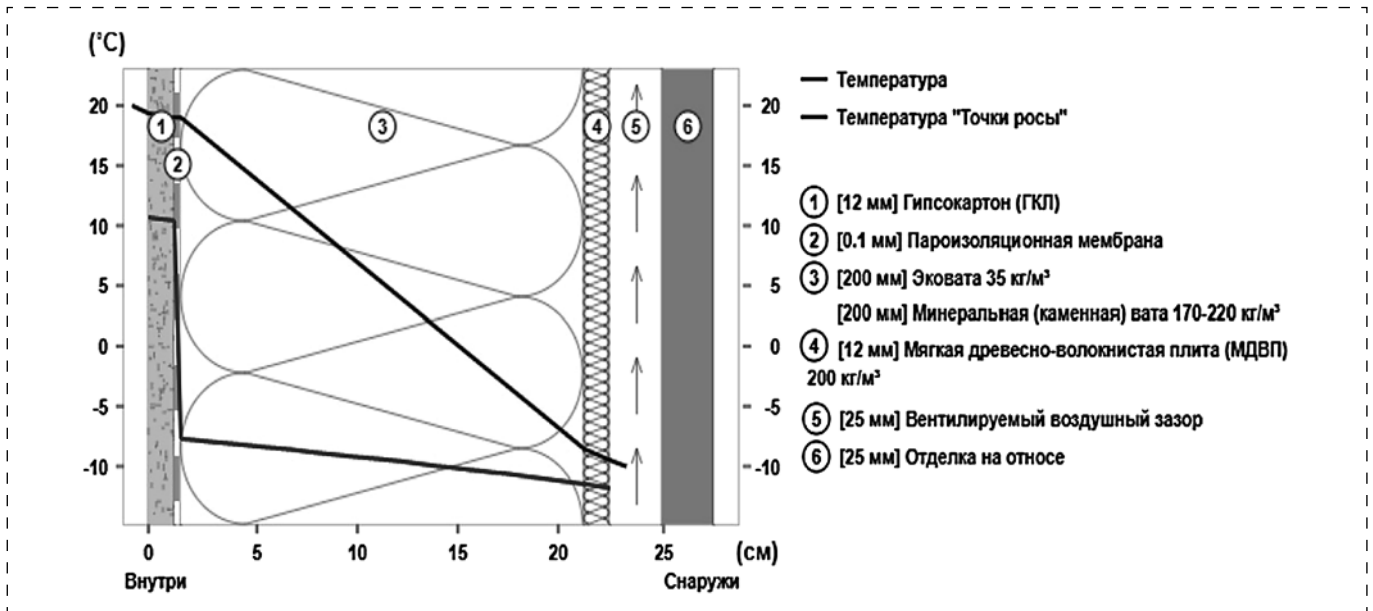 (°C)
20
15
10
5
0
-5
-10
1
2
3
4
5
6
20
15
10
5
0
-5
-10
0 5 10 15 20 25 (см)
Внутри Снаружи
Температура
Температура "Точки росы"
1 [12 мм] Гипсокартон (ГКЛ)
2 [0.1 мм] Пароизоляционная мембрана
3 [200 мм] Эковата 35 кг/м³
[200 мм] Минеральная (каменная) вата 170-220 кг/м³
4 [12 мм] Мягкая древесно-волокнистая плита (МДВП)
200 кг/м³
5 [25 мм] Вентилируемый воздушный зазор
6 [25 мм] Отделка на относе